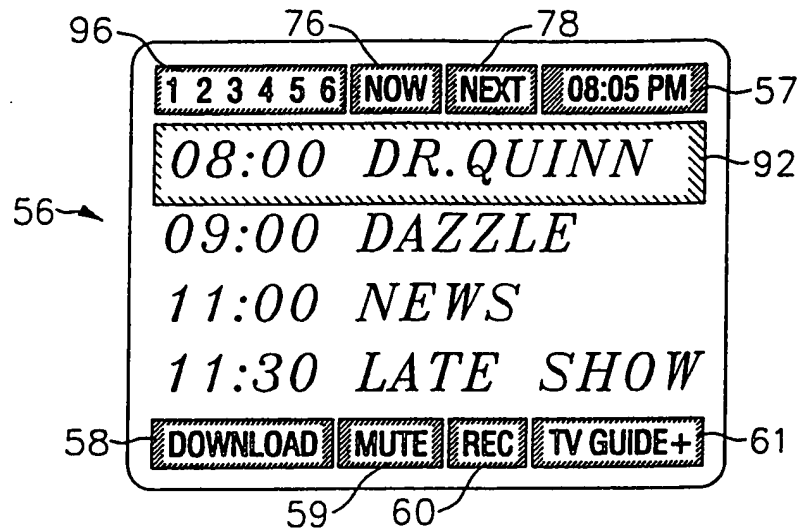 96 76 78
1 2 3 4 5 6 NOW NEXT 08:05 PM 57
08:00 DR.QUINN 92
56 09:00 DAZZLE
11:00 NEWS
11:30 LATE SHOW
58 DOWNLOAD MUTE REC TV GUIDE+ 61
59 60